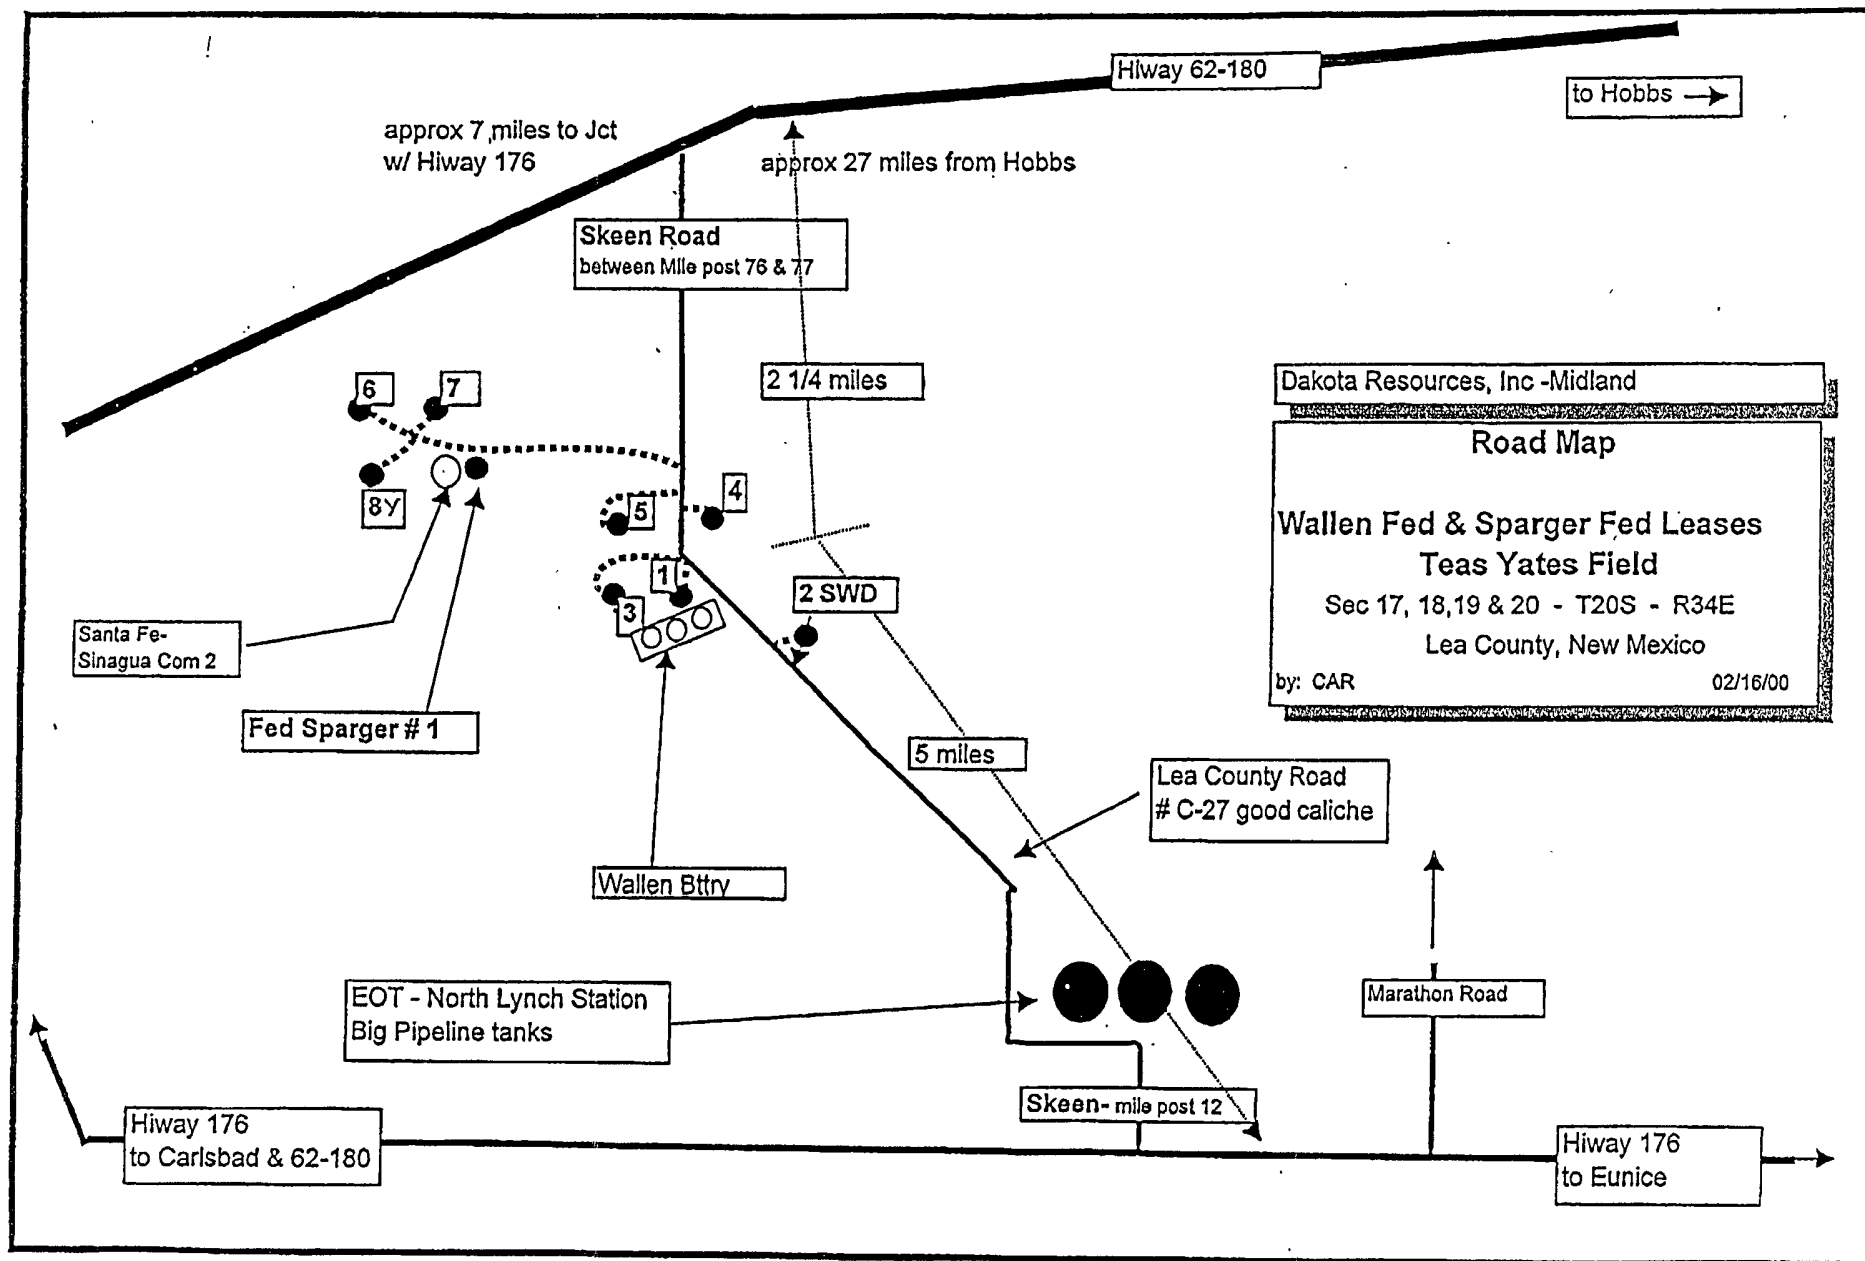 Hiway 62-180
to Hobbs
approx 7 miles to Jct
w/ Hiway 176
approx 27 miles from Hobbs
Skeen Road
between Mile post 76 & 77
2 1/4 miles
6
7
8Y
5
4
1
3
2 SWD
Dakota Resources, Inc -Midland
Road Map
Wallen Fed & Sparger Fed Leases
Teas Yates Field
Sec 17, 18,19 & 20 - T20S - R34E
Lea County, New Mexico
by: CAR
02/16/00
Santa Fe-
Sinagua Com 2
Fed Sparger # 1
5 miles
Lea County Road
# C-27 good caliche
Wallen Bttry
EOT - North Lynch Station
Big Pipeline tanks
Marathon Road
Skeen- mile post 12
Hiway 176
to Carlsbad & 62-180
Hiway 176
to Eunice